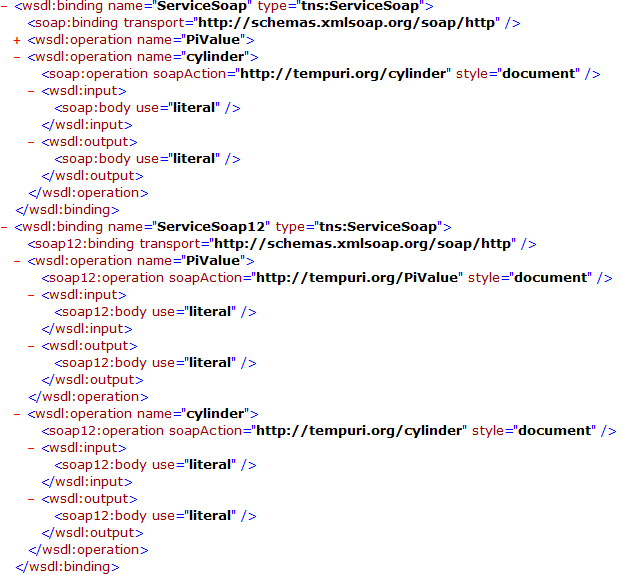 - <wsdl:binding name="ServiceSoap" type="tns:ServiceSoap">
<soap:binding transport="http://schemas.xmlsoap.org/soap/http" />
+ <wsdl:operation name="PiValue">
- <wsdl:operation name="cylinder">
<soap:operation soapAction="http://tempuri.org/cylinder" style="document" />
- <wsdl:input>
<soap:body use="literal" />
</wsdl:input>
- <wsdl:output>
<soap:body use="literal" />
</wsdl:output>
</wsdl:operation>
</wsdl:binding>
- <wsdl:binding name="ServiceSoap12" type="tns:ServiceSoap">
<soap12:binding transport="http://schemas.xmlsoap.org/soap/http" />
- <wsdl:operation name="PiValue">
<soap12:operation soapAction="http://tempuri.org/PiValue" style="document" />
- <wsdl:input>
<soap12:body use="literal" />
</wsdl:input>
- <wsdl:output>
<soap12:body use="literal" />
</wsdl:output>
</wsdl:operation>
- <wsdl:operation name="cylinder">
<soap12:operation soapAction="http://tempuri.org/cylinder" style="document" />
- <wsdl:input>
<soap12:body use="literal" />
</wsdl:input>
- <wsdl:output>
<soap12:body use="literal" />
</wsdl:output>
</wsdl:operation>
</wsdl:binding>